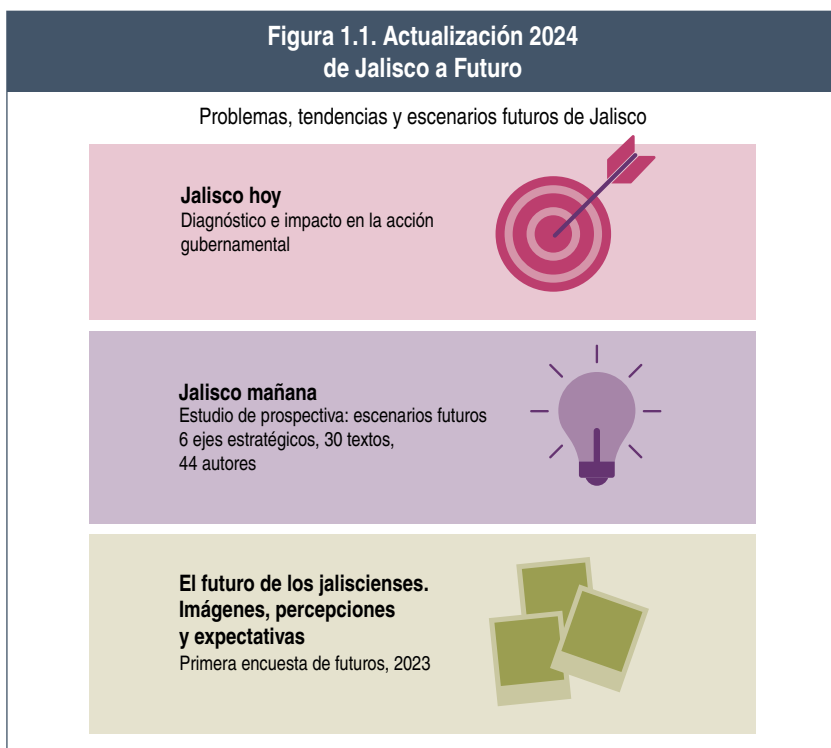 Figura 1.1. Actualización 2024
de Jalisco a Futuro
Problemas, tendencias y escenarios futuros de Jalisco
Jalisco hoy
Diagnóstico e impacto en la acción
gubernamental
Jalisco mañana
Estudio de prospectiva: escenarios futuros
6 ejes estratégicos, 30 textos,
44 autores
El futuro de los jaliscienses.
Imágenes, percepciones
y expectativas
Primera encuesta de futuros, 2023